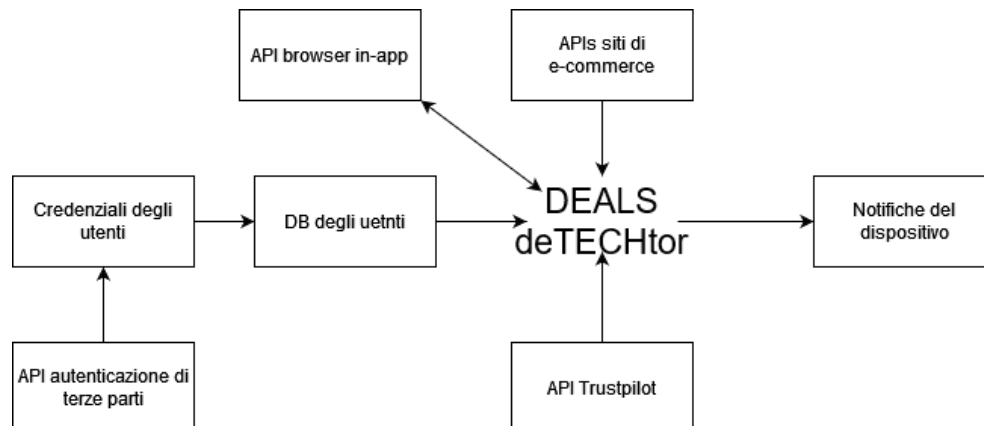 API browser in-app
APIs siti di
e-commerce
Credenziali degli
utenti
DB degli uetnti
DEALS
deTECHtor
Notifiche del
dispositivo
API autenticazione di
terze parti
API Trustpilot